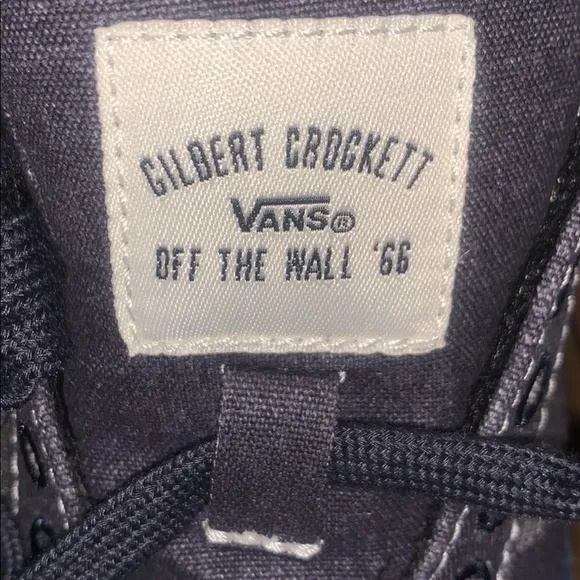 GILBERT CROCKETT
VANS®
OFF THE WALL '66